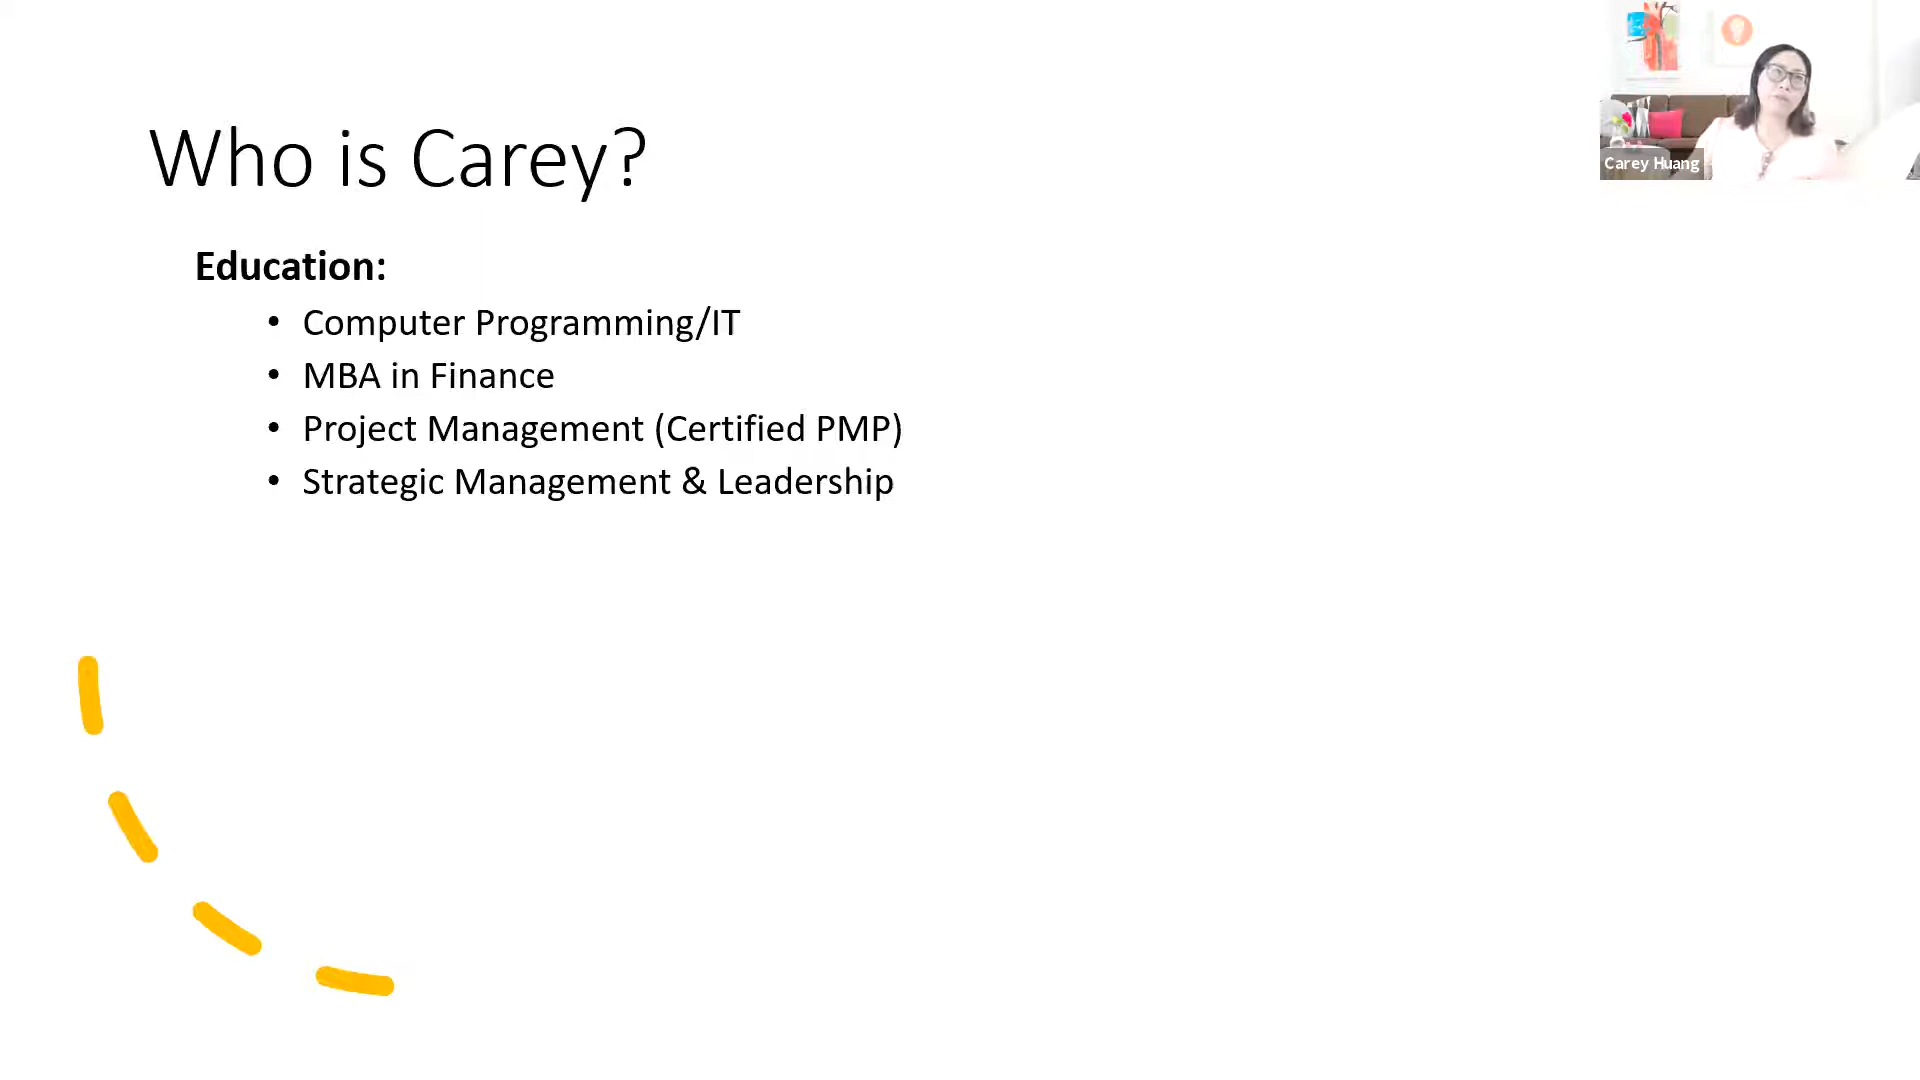 Who is Carey?
Carey Huang
Education:
• Computer Programming/IT
• MBA in Finance
• Project Management (Certified PMP)
• Strategic Management & Leadership